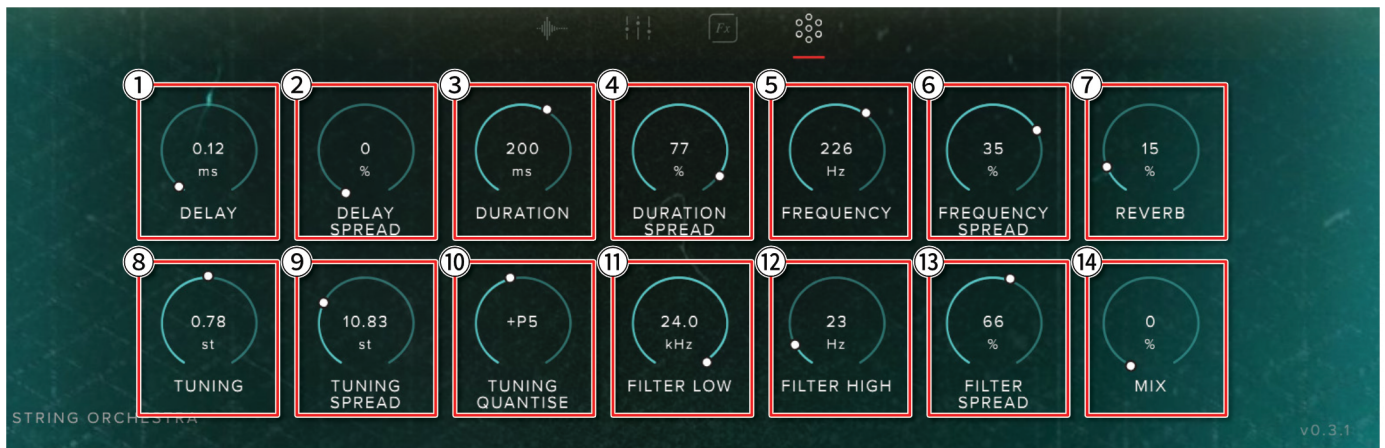 Fx
① ② ③ ④ ⑤ ⑥ ⑦
0.12 0 200 77 226 35 15
ms % ms % Hz % %
DELAY DELAY DURATION DURATION FREQUENCY FREQUENCY REVERB
SPREAD SPREAD SPREAD
⑧ ⑨ ⑩ ⑪ ⑫ ⑬ ⑭
0.78 10.83 +P5 24.0 23 66 0
st st kHz Hz % %
TUNING TUNING TUNING FILTER LOW FILTER HIGH FILTER MIX
SPREAD QUANTISE SPREAD
STRING ORCHESTRA
v0.3.1